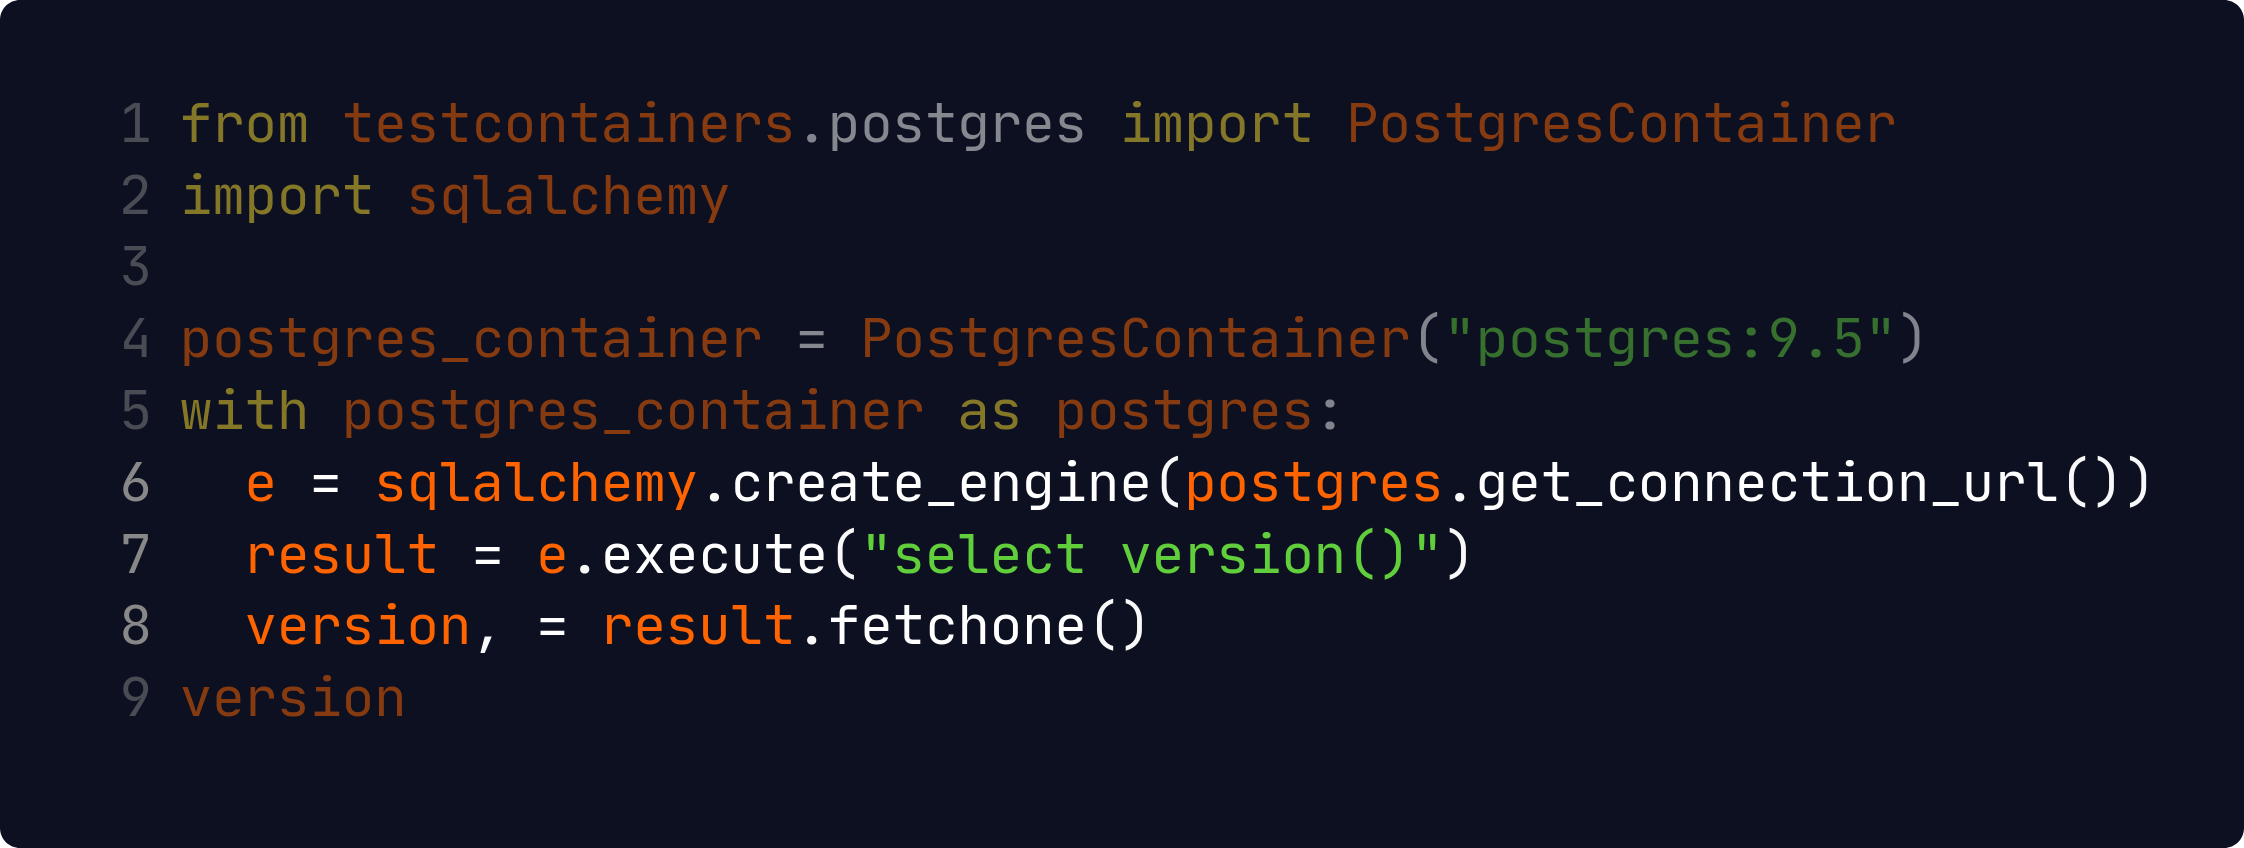 1 from testcontainers.postgres import PostgresContainer
2 import sqlalchemy
3
4 postgres_container = PostgresContainer("postgres:9.5")
5 with postgres_container as postgres:
6   e = sqlalchemy.create_engine(postgres.get_connection_url())
7   result = e.execute("select version()")
8   version, = result.fetchone()
9 version